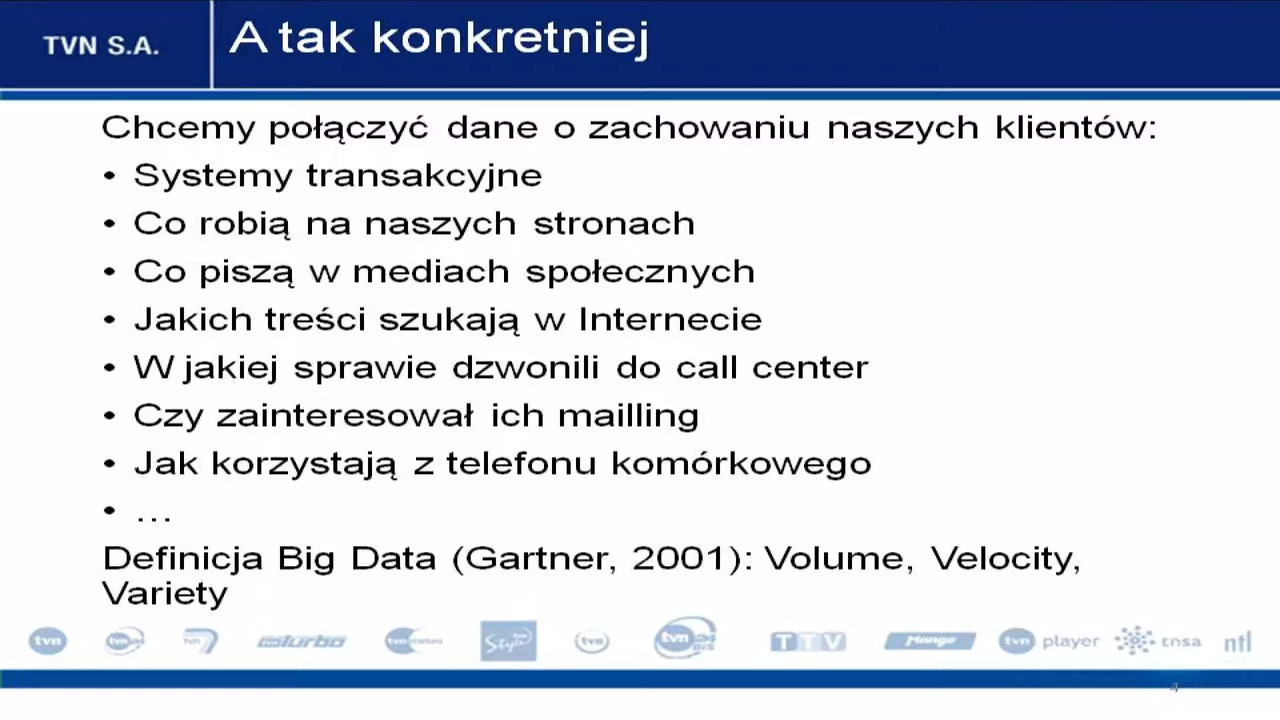 TVN S.A.
A tak konkretniej
Chcemy połączyć dane o zachowaniu naszych klientów:
• Systemy transakcyjne
• Co robią na naszych stronach
• Co piszą w mediach społecznych
• Jakich treści szukają w Internecie
• W jakiej sprawie dzwonili do call center
• Czy zainteresował ich mailling
• Jak korzystają z telefonu komórkowego
• ...
Definicja Big Data (Gartner, 2001): Volume, Velocity,
Variety
tvn tvn turbo tvn meteo Style tvn tvn 24 BiS TTV Mango tvn player cnsa ntl
4